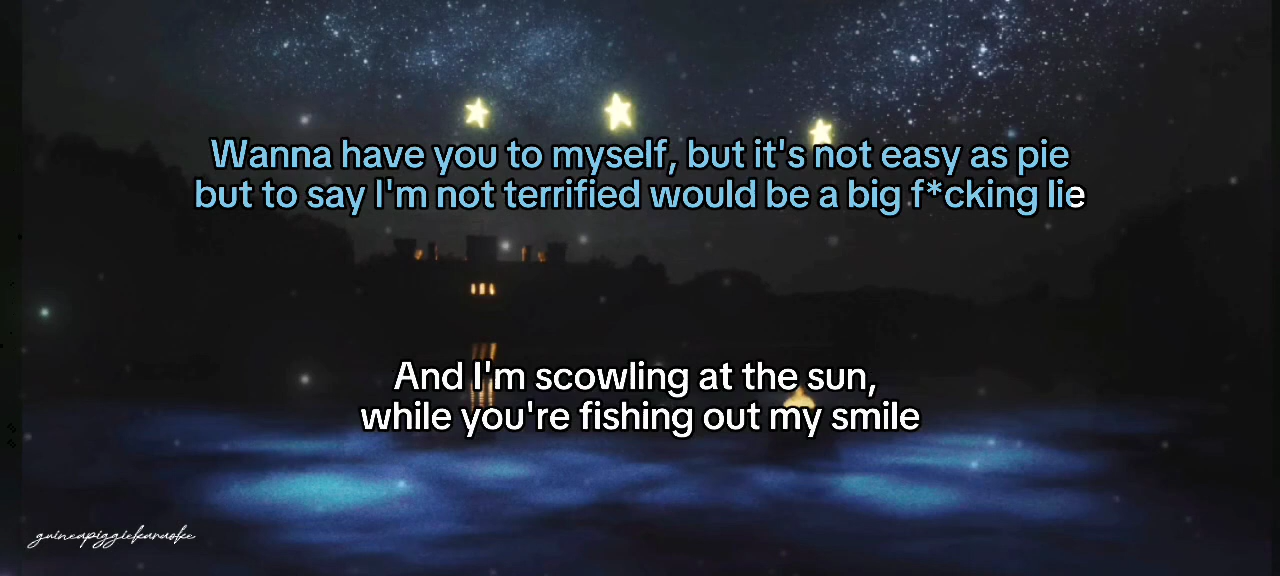 Wanna have you to myself, but it's not easy as pie
but to say I'm not terrified would be a big f*cking lie
And I'm scowling at the sun,
while you're fishing out my smile
guineapiggiekaraoke